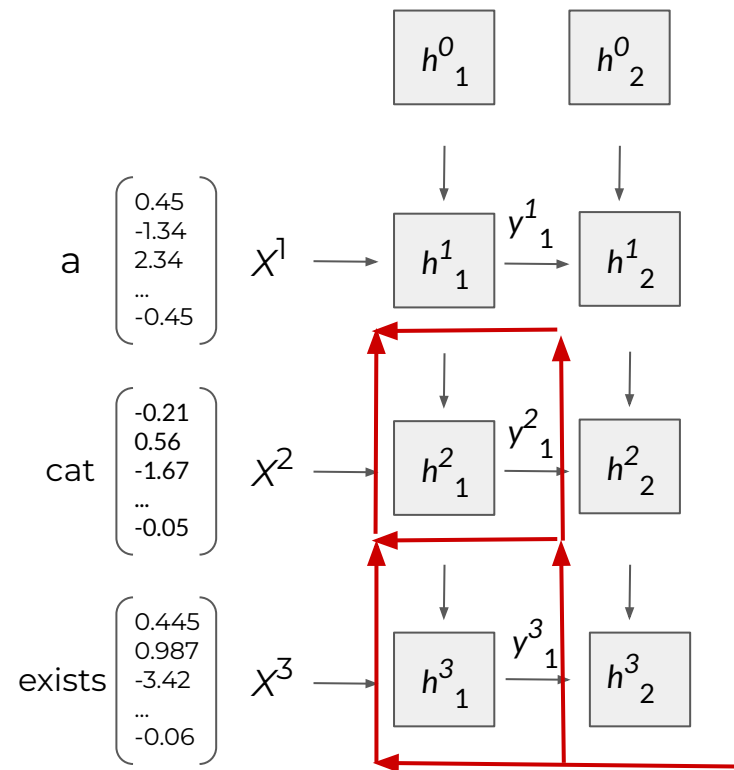 h⁰₁ h⁰₂
a
0.45
-1.34
2.34
...
-0.45
X¹
h¹₁
y¹₁
h¹₂
cat
-0.21
0.56
-1.67
...
-0.05
X²
h²₁
y²₁
h²₂
exists
0.445
0.987
-3.42
...
-0.06
X³
h³₁
y³₁
h³₂